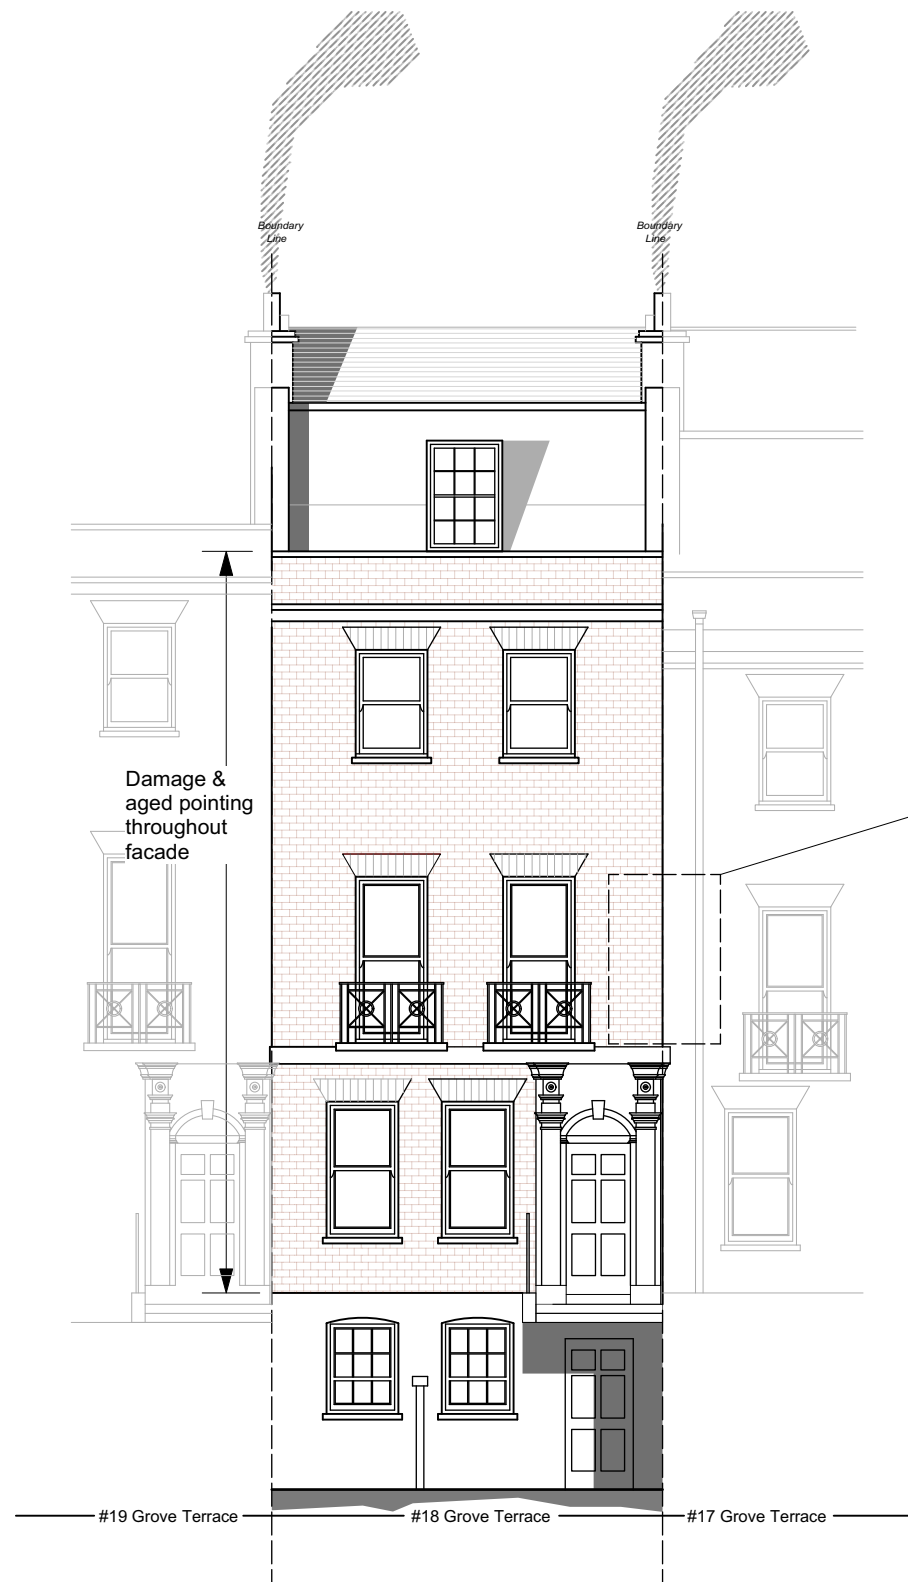 Boundary
Line
Boundary
Line
Damage &
aged pointing
throughout
facade
#19 Grove Terrace
#18 Grove Terrace
#17 Grove Terrace